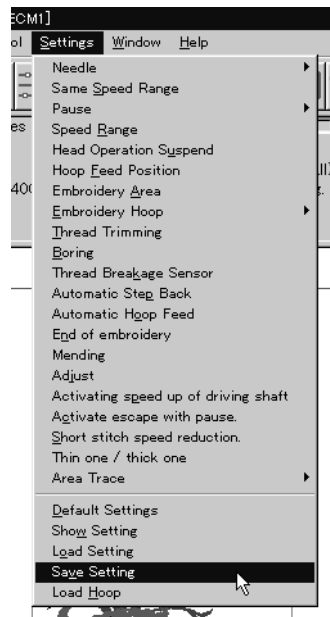 ECM1]
ol Settings Window Help
es
Needle
Same Speed Range
Pause
Speed Range
Head Operation Suspend
Hoop Feed Position
400
Embroidery Area
Embroidery Hoop
Thread Trimming
Boring
Thread Breakage Sensor
Automatic Step Back
Automatic Hoop Feed
End of embroidery
Mending
Adjust
Activating speed up of driving shaft
Activate escape with pause.
Short stitch speed reduction.
Thin one / thick one
Area Trace
Default Settings
Show Setting
Load Setting
Save Setting
Load Hoop